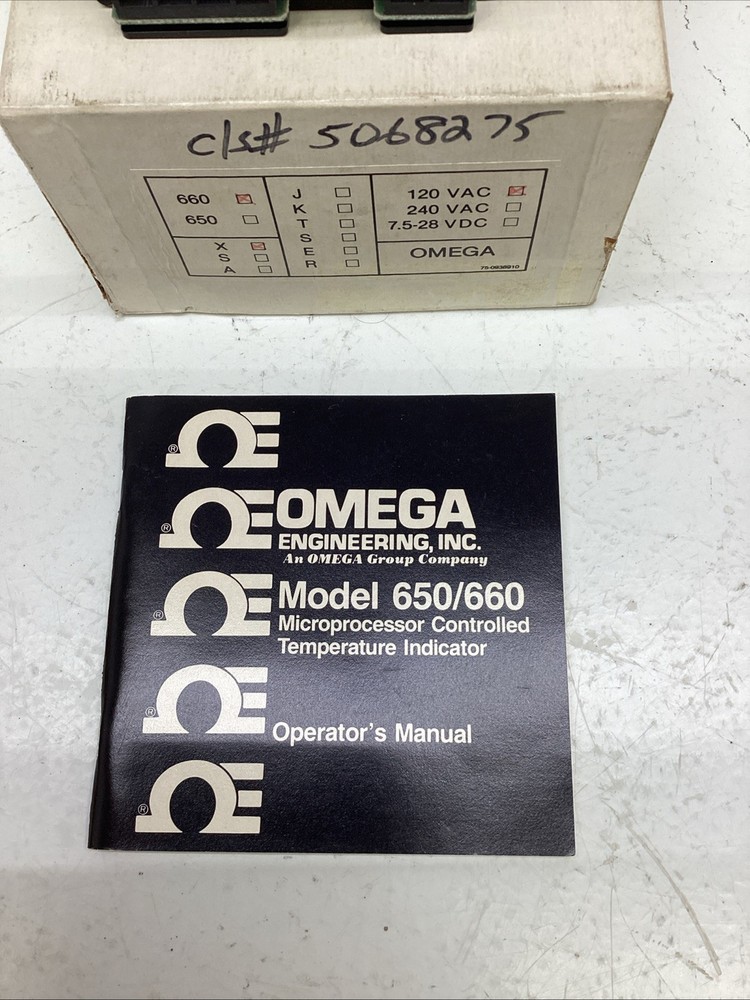 c/s# 5068275
660 ☒
650 ☐
X ☒
S ☐
A ☐
J ☐
K ☐
T ☐
S ☐
E ☐
R ☐
120 VAC ☒
240 VAC ☐
7.5-28 VDC ☐
OMEGA
®
®
®
®
®
OMEGA
ENGINEERING, INC.
An OMEGA Group Company
Model 650/660
Microprocessor Controlled
Temperature Indicator
Operator's Manual